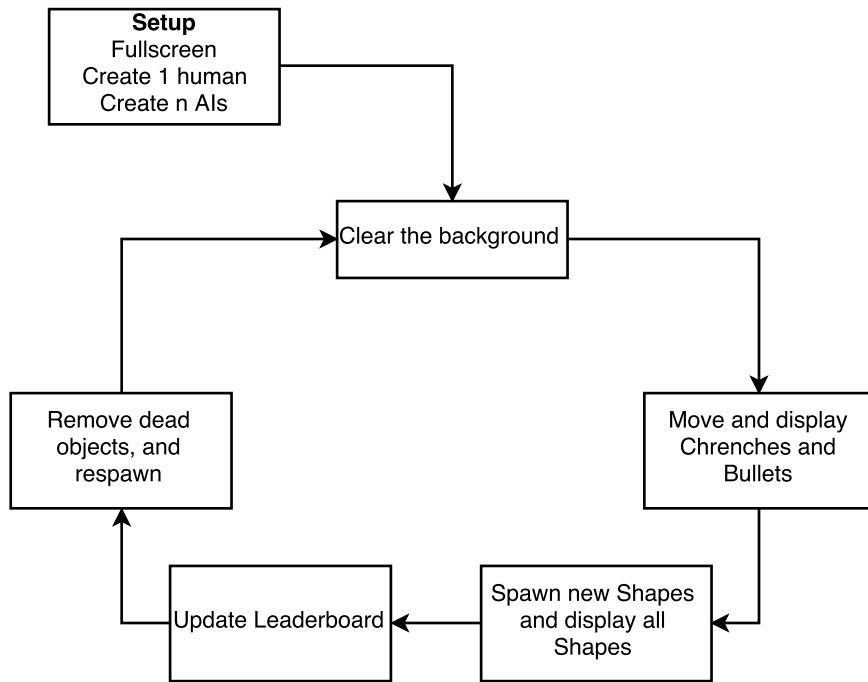 Setup
Fullscreen
Create 1 human
Create n AIs
Clear the background
Move and display
Chrenches and
Bullets
Spawn new Shapes
and display all
Shapes
Update Leaderboard
Remove dead
objects, and
respawn